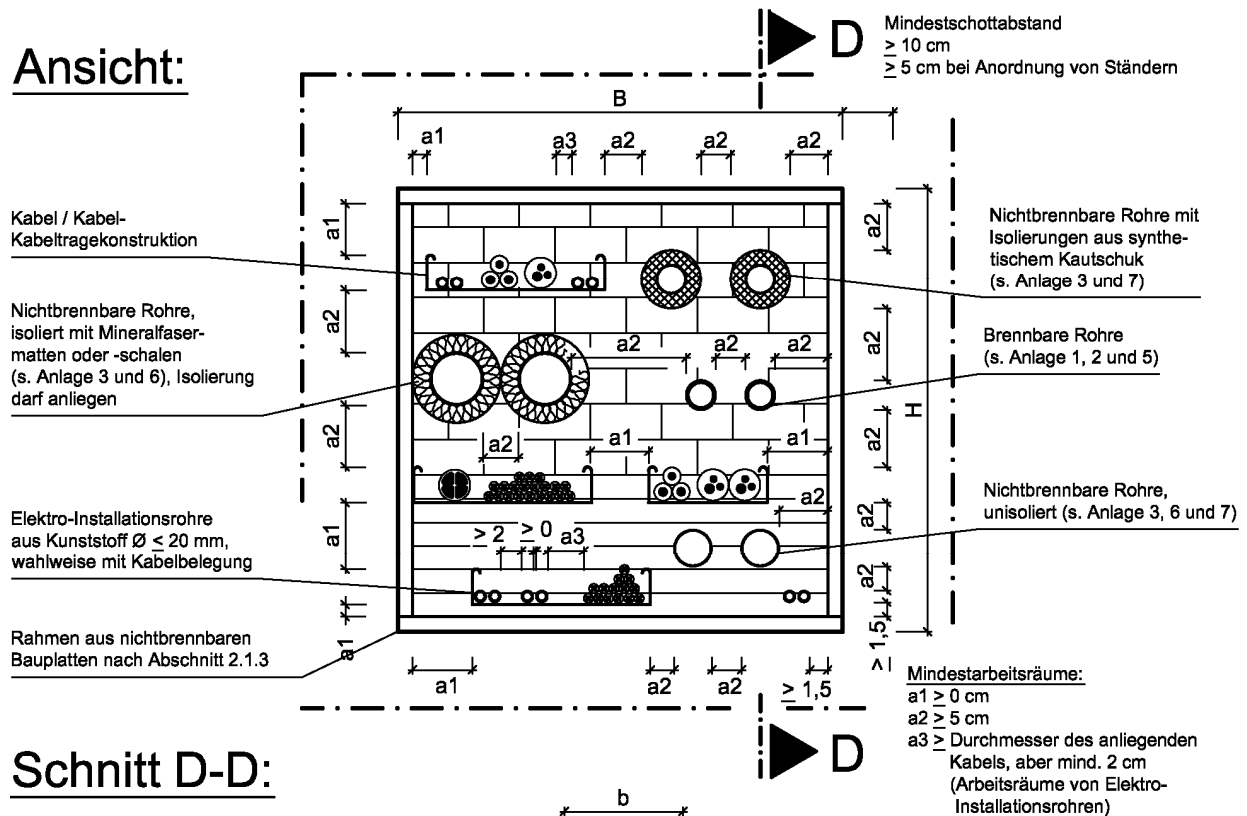 Ansicht:
D
Mindestschottabstand
≥ 10 cm
≥ 5 cm bei Anordnung von Ständern
B
a1
a3
a2
a2
a2
Kabel / Kabel-
Kabeltragekonstruktion
a1
a2
Nichtbrennbare Rohre mit
Isolierungen aus synthe-
tischem Kautschuk
(s. Anlage 3 und 7)
Nichtbrennbare Rohre,
isoliert mit Mineralfaser-
matten oder -schalen
(s. Anlage 3 und 6), Isolierung
darf anliegen
a2
a2
a2
a2
a2
Brennbare Rohre
(s. Anlage 1, 2 und 5)
H
a2
a2
a1
a1
a2
a2
Nichtbrennbare Rohre,
unisoliert (s. Anlage 3, 6 und 7)
Elektro-Installationsrohre
aus Kunststoff Ø ≤ 20 mm,
wahlweise mit Kabelbelegung
a1
> 2
≥ 0
a3
a2
a2
Rahmen aus nichtbrennbaren
Bauplatten nach Abschnitt 2.1.3
a1
≥ 1,5
a1
a2
a2
≥ 1,5
Mindestarbeitsräume:
a1 ≥ 0 cm
a2 ≥ 5 cm
a3 ≥ Durchmesser des anliegenden
Kabels, aber mind. 2 cm
(Arbeitsräume von Elektro-
Installationsrohren)
D
Schnitt D-D:
b